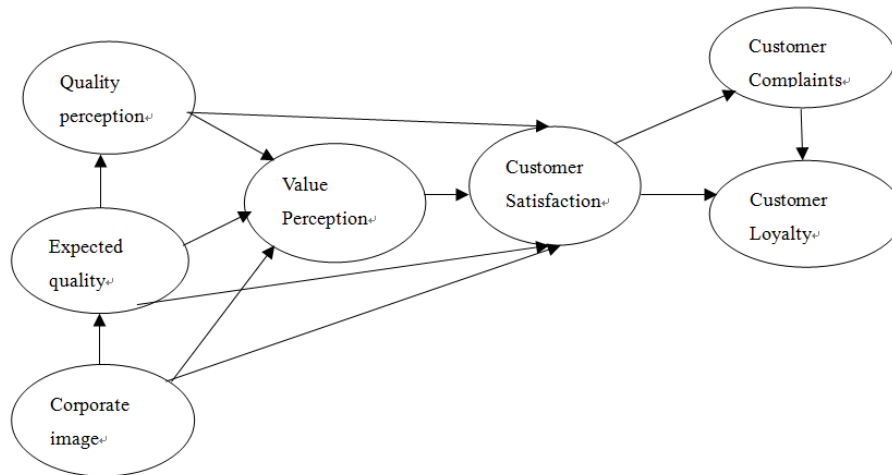 Customer
Complaints↵
Quality
perception↵
Value
Perception↵
Customer
Satisfaction↵
Customer
Loyalty↵
Expected
quality↵
Corporate
image↵